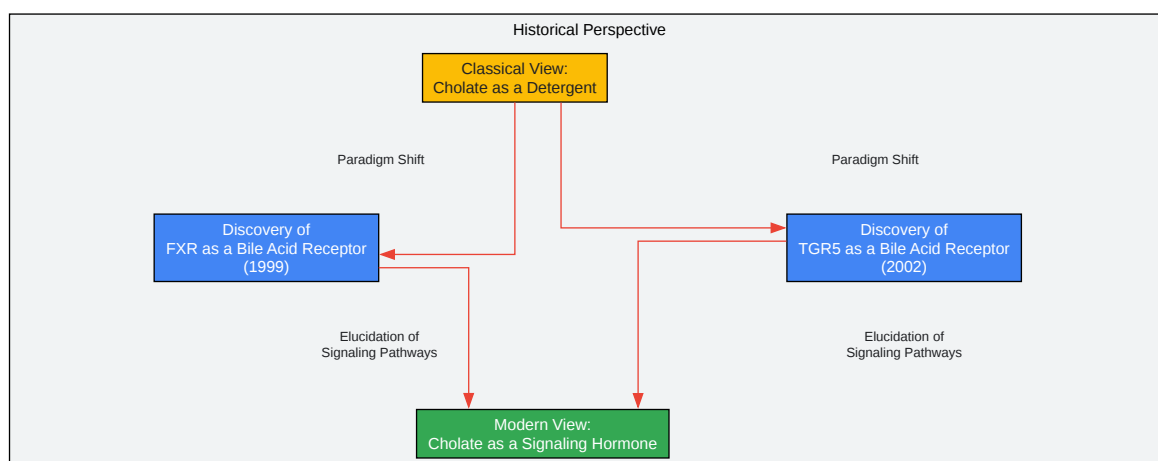 Historical Perspective
Classical View:
Cholate as a Detergent
Paradigm Shift
Paradigm Shift
Discovery of
FXR as a Bile Acid Receptor
(1999)
Discovery of
TGR5 as a Bile Acid Receptor
(2002)
Elucidation of
Signaling Pathways
Elucidation of
Signaling Pathways
Modern View:
Cholate as a Signaling Hormone